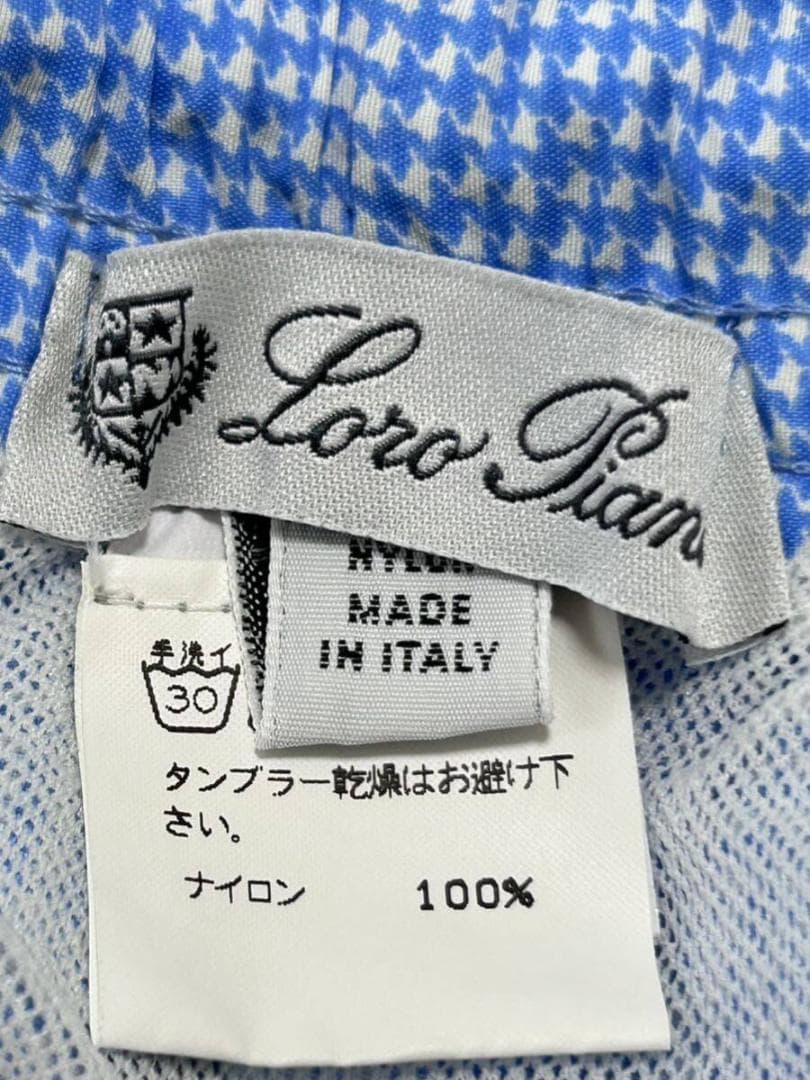 Loro Pian
NYLON
MADE
IN ITALY
手洗イ
30
タンブラー乾燥はお避け下
さい。
ナイロン 100%